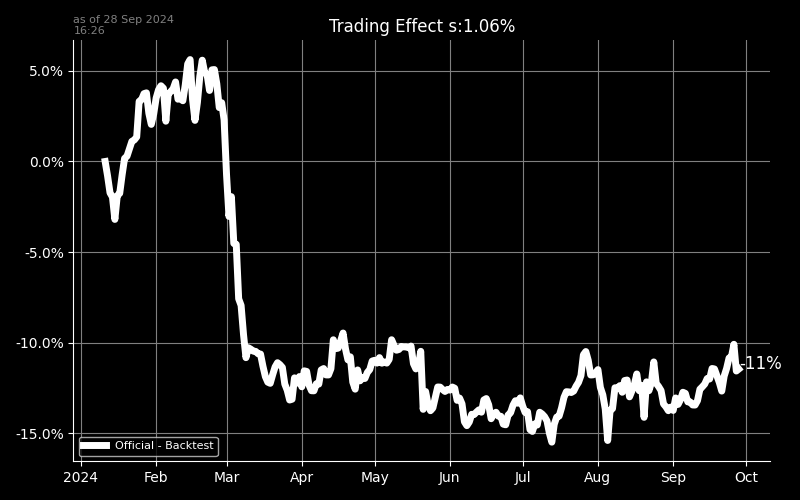 as of 28 Sep 2024
16:26
Trading Effect s:1.06%
5.0%
0.0%
-5.0%
-10.0%
-15.0%
-11%
Official - Backtest
2024 Feb Mar Apr May Jun Jul Aug Sep Oct